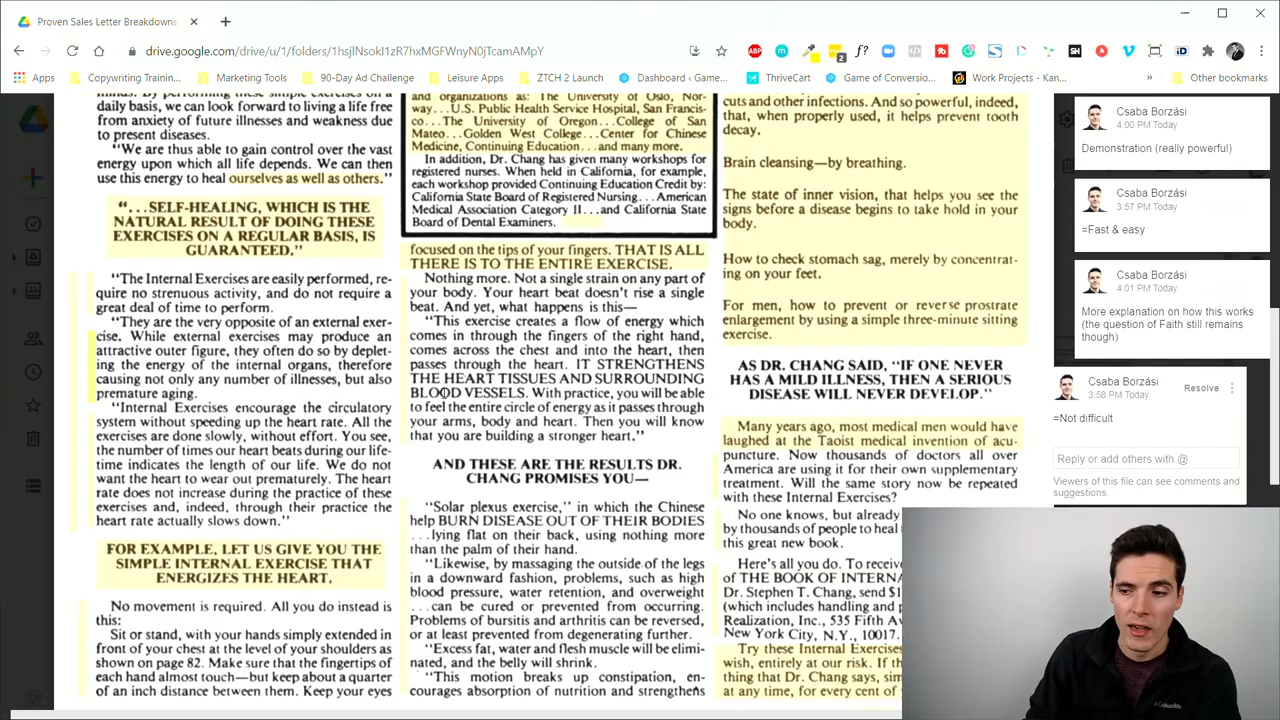 Proven Sales Letter Breakdowns
drive.google.com/drive/u/1/folders/1hsjlNsokI1zR7hxMGFWnyN0jTcamAMpY
Apps
Copywriting Trainin...
Marketing Tools
90-Day Ad Challenge
Leisure Apps
ZTCH 2 Launch
Dashboard ‹ Game...
ThriveCart
Game of Conversio...
Work Projects - Kan...
Other bookmarks
minds. By performing these simple exercises on a
daily basis, we can look forward to living a life free
from anxiety of future illnesses and weakness due
to present diseases.
“We are thus able to gain control over the vast
energy upon which all life depends. We can then
use this energy to heal ourselves as well as others.”
“...SELF-HEALING, WHICH IS THE
NATURAL RESULT OF DOING THESE
EXERCISES ON A REGULAR BASIS, IS
GUARANTEED.”
“The Internal Exercises are easily performed, re-
quire no strenuous activity, and do not require a
great deal of time to perform.
“They are the very opposite of an external exer-
cise. While external exercises may produce an
attractive outer figure, they often do so by deplet-
ing the energy of the internal organs, therefore
causing not only any number of illnesses, but also
premature aging.
“Internal Exercises encourage the circulatory
system without speeding up the heart rate. All the
exercises are done slowly, without effort. You see,
the number of times our heart beats during our life-
time indicates the length of our life. We do not
want the heart to wear out prematurely. The heart
rate does not increase during the practice of these
exercises and, indeed, through their practice the
heart rate actually slows down.”
FOR EXAMPLE, LET US GIVE YOU THE
SIMPLE INTERNAL EXERCISE THAT
ENERGIZES THE HEART.
No movement is required. All you do instead is
this:
Sit or stand, with your hands simply extended in
front of your chest at the level of your shoulders as
shown on page 82. Make sure that the fingertips of
each hand almost touch—but keep about a quarter
of an inch distance between them. Keep your eyes
and organizations as: The University of Oslo, Nor-
way...U.S. Public Health Service Hospital, San Francis-
co...The University of Oregon...College of San
Mateo...Golden West College...Center for Chinese
Medicine, Continuing Education...and many more.
In addition, Dr. Chang has given many workshops for
registered nurses. When held in California, for example,
each workshop provided Continuing Education Credit by:
California State Board of Registered Nursing...American
Medical Association Category II...and California State
Board of Dental Examiners.
focused on the tips of your fingers. THAT IS ALL
THERE IS TO THE ENTIRE EXERCISE.
Nothing more. Not a single strain on any part of
your body. Your heart beat doesn't rise a single
beat. And yet, what happens is this—
“This exercise creates a flow of energy which
comes in through the fingers of the right hand,
comes across the chest and into the heart, then
passes through the heart. IT STRENGTHENS
THE HEART TISSUES AND SURROUNDING
BLOOD VESSELS. With practice, you will be able
to feel the entire circle of energy as it passes through
your arms, body and heart. Then you will know
that you are building a stronger heart.”
AND THESE ARE THE RESULTS DR.
CHANG PROMISES YOU—
“Solar plexus exercise,” in which the Chinese
help BURN DISEASE OUT OF THEIR BODIES
...lying flat on their back, using nothing more
than the palm of their hand.
“Likewise, by massaging the outside of the legs
in a downward fashion, problems, such as high
blood pressure, water retention, and overweight
...can be cured or prevented from occurring.
Problems of bursitis and arthritis can be reversed,
or at least prevented from degenerating further.
“Excess fat, water and flesh muscle will be elimi-
nated, and the belly will shrink.
“This motion breaks up constipation, en-
courages absorption of nutrition and strengthens
cuts and other infections. And so powerful, indeed,
that, when properly used, it helps prevent tooth
decay.
Brain cleansing—by breathing.
The state of inner vision, that helps you see the
signs before a disease begins to take hold in your
body.
How to check stomach sag, merely by concentrat-
ing on your feet.
For men, how to prevent or reverse prostrate
enlargement by using a simple three-minute sitting
exercise.
AS DR. CHANG SAID, “IF ONE NEVER
HAS A MILD ILLNESS, THEN A SERIOUS
DISEASE WILL NEVER DEVELOP.”
Many years ago, most medical men would have
laughed at the Taoist medical invention of acu-
puncture. Now thousands of doctors all over
America are using it for their own supplementary
treatment. Will the same story now be repeated
with these Internal Exercises?
No one knows, but already
by thousands of people to heal
this great new book.
Here's all you do. To receive
of THE BOOK OF INTERNA
Dr. Stephen T. Chang, send $1
(which includes handling and
Realization, Inc., 535 Fifth Av
New York City, N.Y., 10017.
Try these Internal Exercises
wish, entirely at our risk. If th
thing that Dr. Chang says, sim
at any time, for every cent of
Csaba Borzási
4:00 PM Today
Demonstration (really powerful)
Csaba Borzási
3:57 PM Today
=Fast & easy
Csaba Borzási
4:01 PM Today
More explanation on how this works
(the question of Faith still remains
though)
Csaba Borzási
3:58 PM Today
Resolve
=Not difficult
Reply or add others with @
Viewers of this file can see comments and
suggestions.
Columbia